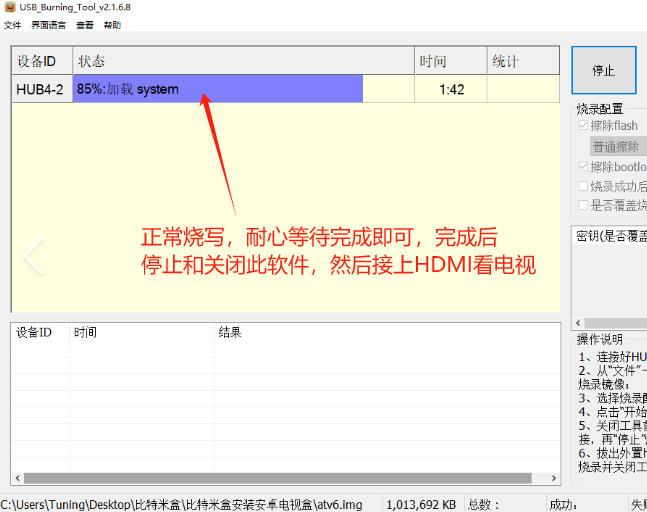 USB_Burning_Tool_v2.1.6.8
文件 界面语言 查看 帮助
设备ID 状态 时间 统计
HUB4-2 85%:加载 system 1:42
停止
烧录配置
擦除flash
普通擦除
擦除bootlo
烧录成功后
是否覆盖烧
正常烧写，耐心等待完成即可，完成后
停止和关闭此软件，然后接上HDMI看电视
密钥(是否覆盖
设备ID 时间 结果
操作说明
1、连接好HU
2、从“文件”-
烧录镜像;
3、选择烧录配
4、点击“开始
5、关闭工具前
接，再“停止”
6、拔出外置h
烧录并关闭工
C:\Users\Tuning\Desktop\比特米盒\比特米盒安装安卓电视盒\atv6.img 1,013,692 KB 总数： 成功： 失败